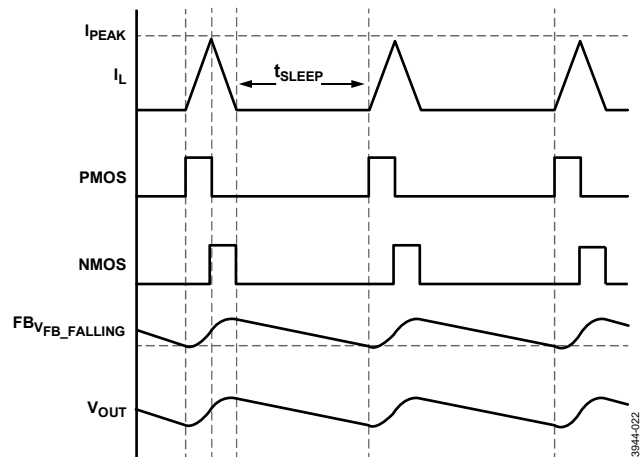 IPEAK
IL
tSLEEP
PMOS
NMOS
FBVFB_FALLING
VOUT
3944-022